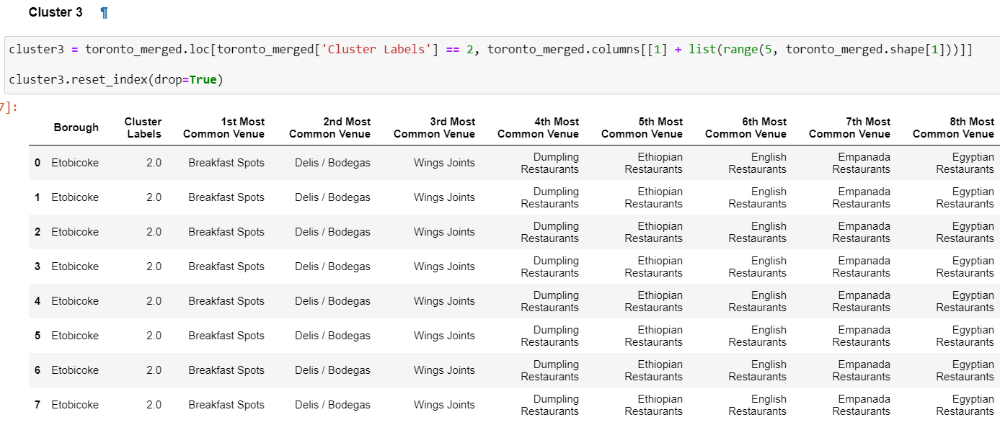 Cluster 3 ¶
cluster3 = toronto_merged.loc[toronto_merged['Cluster Labels'] == 2, toronto_merged.columns[[1] + list(range(5, toronto_merged.shape[1]))]]
cluster3.reset_index(drop=True)
7]:
Borough Cluster Labels 1st Most Common Venue 2nd Most Common Venue 3rd Most Common Venue 4th Most Common Venue 5th Most Common Venue 6th Most Common Venue 7th Most Common Venue 8th Most Common Venue
0 Etobicoke 2.0 Breakfast Spots Delis / Bodegas Wings Joints Dumpling Restaurants Ethiopian Restaurants English Restaurants Empanada Restaurants Egyptian Restaurants
1 Etobicoke 2.0 Breakfast Spots Delis / Bodegas Wings Joints Dumpling Restaurants Ethiopian Restaurants English Restaurants Empanada Restaurants Egyptian Restaurants
2 Etobicoke 2.0 Breakfast Spots Delis / Bodegas Wings Joints Dumpling Restaurants Ethiopian Restaurants English Restaurants Empanada Restaurants Egyptian Restaurants
3 Etobicoke 2.0 Breakfast Spots Delis / Bodegas Wings Joints Dumpling Restaurants Ethiopian Restaurants English Restaurants Empanada Restaurants Egyptian Restaurants
4 Etobicoke 2.0 Breakfast Spots Delis / Bodegas Wings Joints Dumpling Restaurants Ethiopian Restaurants English Restaurants Empanada Restaurants Egyptian Restaurants
5 Etobicoke 2.0 Breakfast Spots Delis / Bodegas Wings Joints Dumpling Restaurants Ethiopian Restaurants English Restaurants Empanada Restaurants Egyptian Restaurants
6 Etobicoke 2.0 Breakfast Spots Delis / Bodegas Wings Joints Dumpling Restaurants Ethiopian Restaurants English Restaurants Empanada Restaurants Egyptian Restaurants
7 Etobicoke 2.0 Breakfast Spots Delis / Bodegas Wings Joints Dumpling Restaurants Ethiopian Restaurants English Restaurants Empanada Restaurants Egyptian Restaurants